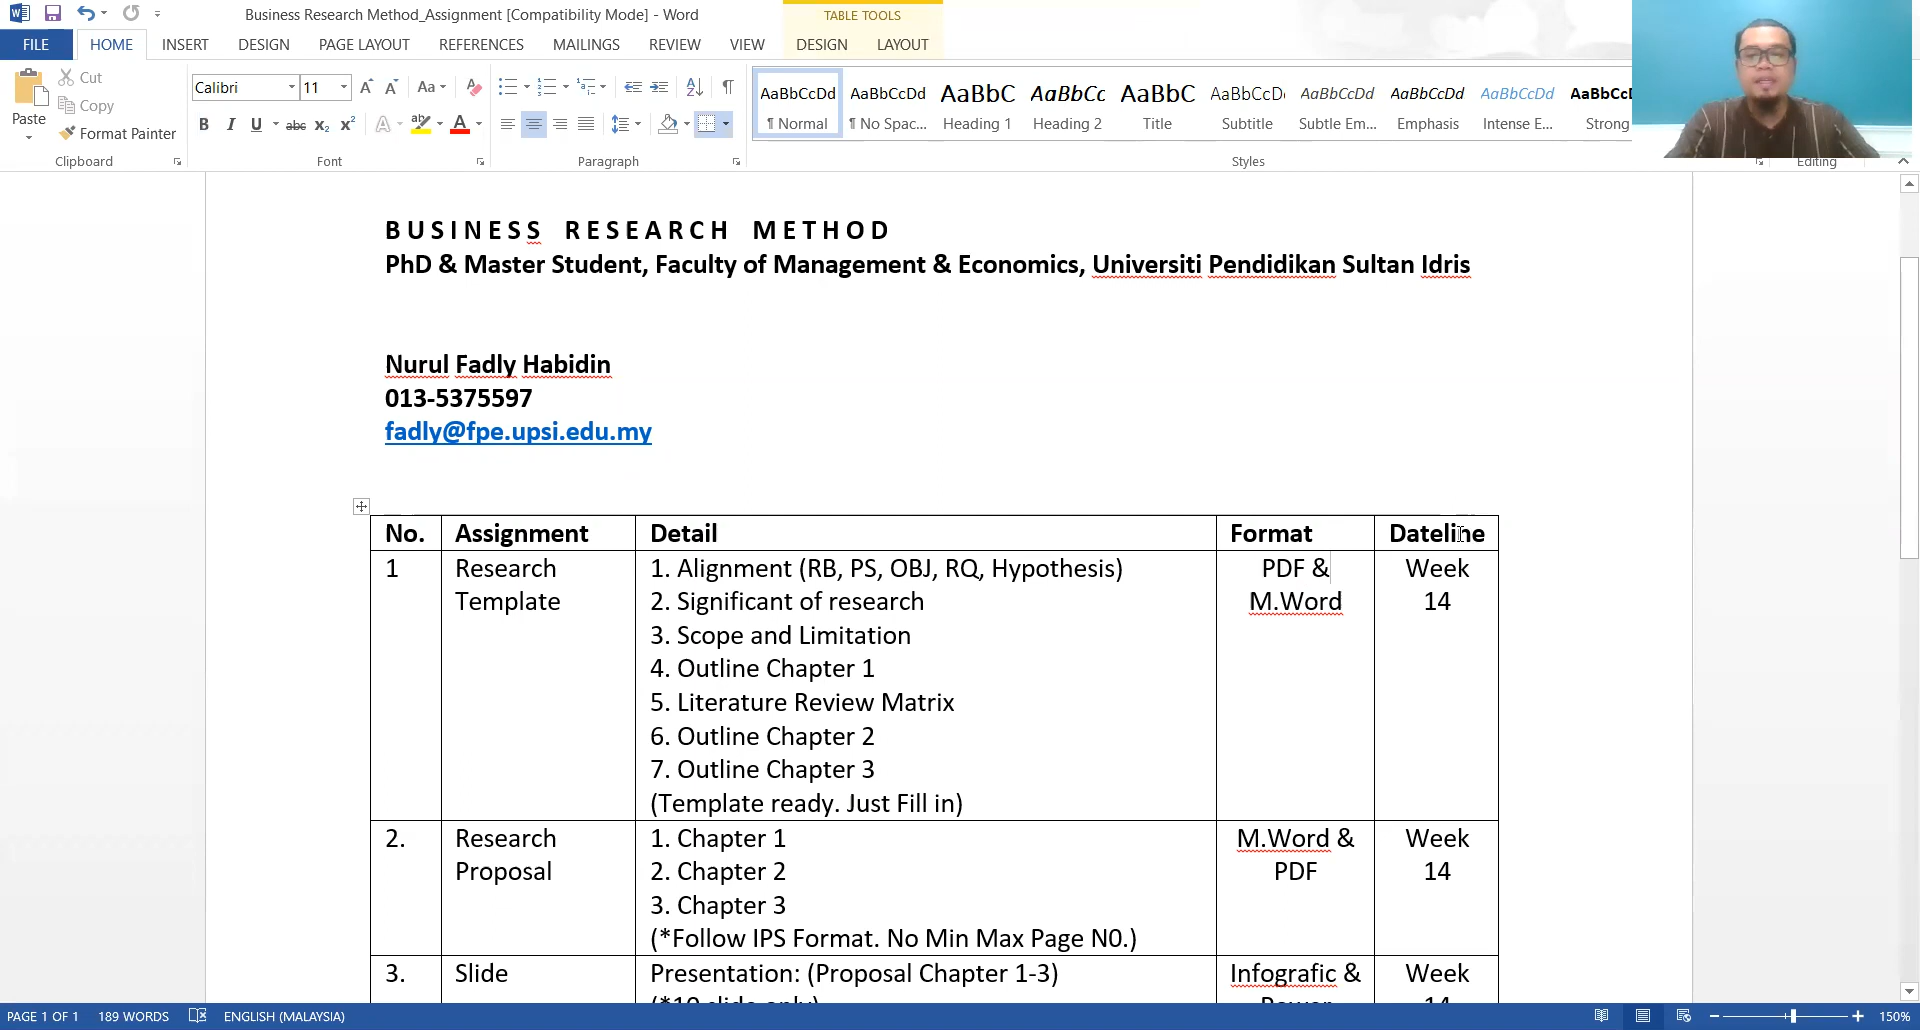 Business Research Method_Assignment [Compatibility Mode] - Word
TABLE TOOLS
FILE
HOME
INSERT
DESIGN
PAGE LAYOUT
REFERENCES
MAILINGS
REVIEW
VIEW
DESIGN
LAYOUT
Paste
Cut
Copy
Format Painter
Clipboard
Calibri
11
Font
Paragraph
AaBbCcDd
¶ Normal
AaBbCcDd
¶ No Spac...
AaBbC
Heading 1
AaBbCc
Heading 2
AaBbC
Title
AaBbCcD
Subtitle
AaBbCcDd
Subtle Em...
AaBbCcDd
Emphasis
AaBbCcDd
Intense E...
AaBbCcD
Strong
Styles
Editing
BUSINESS RESEARCH METHOD
PhD & Master Student, Faculty of Management & Economics, Universiti Pendidikan Sultan Idris
Nurul Fadly Habidin
013-5375597
fadly@fpe.upsi.edu.my
No. Assignment Detail Format Dateline
1 Research Template
1. Alignment (RB, PS, OBJ, RQ, Hypothesis)
2. Significant of research
3. Scope and Limitation
4. Outline Chapter 1
5. Literature Review Matrix
6. Outline Chapter 2
7. Outline Chapter 3
(Template ready. Just Fill in)
PDF &
M.Word
Week
14
2. Research Proposal
1. Chapter 1
2. Chapter 2
3. Chapter 3
(*Follow IPS Format. No Min Max Page N0.)
M.Word &
PDF
Week
14
3. Slide
Presentation: (Proposal Chapter 1-3)
(*10 slide only)
Infografic &
Power
Week
14
PAGE 1 OF 1
189 WORDS
ENGLISH (MALAYSIA)
150%